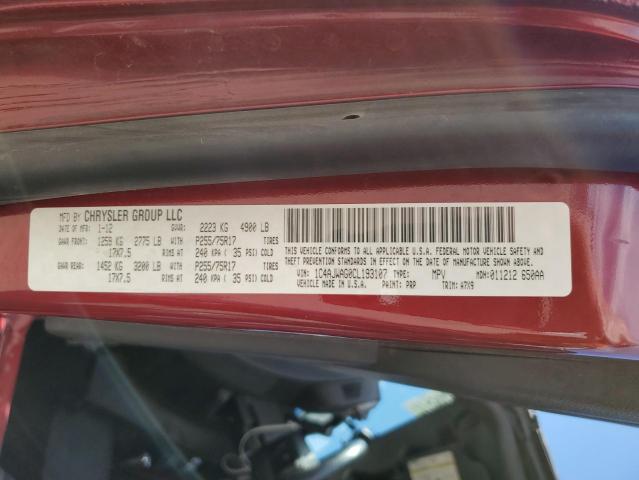 MFD BY CHRYSLER GROUP LLC
DATE OF MFR: 1-12 GVWR: 2223 KG 4900 LB
GAWR FRONT: 1259 KG 2775 LB WITH P255/75R17 TIRES
17X7.5 RIMS AT 240 KPA ( 35 PSI) COLD
GAWR REAR: 1452 KG 3200 LB WITH P255/75R17 TIRES
17X7.5 RIMS AT 240 KPA ( 35 PSI) COLD
THIS VEHICLE CONFORMS TO ALL APPLICABLE U.S.A. FEDERAL MOTOR VEHICLE SAFETY
AND THEFT PREVENTION STANDARDS IN EFFECT ON THE DATE OF MANUFACTURE SHOWN ABOVE.
VIN: 1C4AJWAG0CL193107 TYPE: MPV MDH: 011212 650AA
VEHICLE MADE IN U.S.A. PAINT: PRP TRIM: A7X9